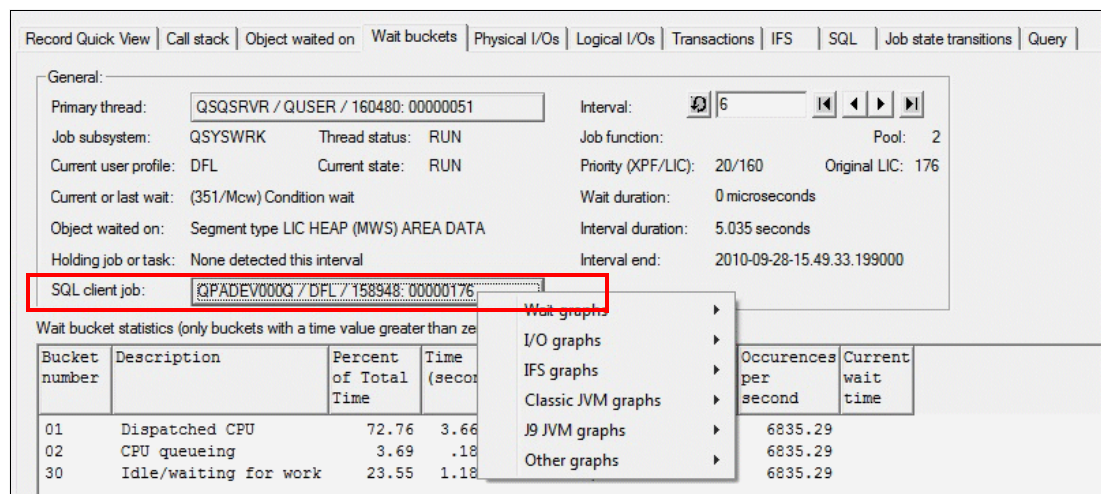 Record Quick View Call stack Object waited on Wait buckets Physical I/Os Logical I/Os Transactions IFS SQL Job state transitions Query
General:
Primary thread: QSQSRVR / QUSER / 160480: 00000051 Interval: 6
Job subsystem: QSYSWRK Thread status: RUN Job function: Pool: 2
Current user profile: DFL Current state: RUN Priority (XPF/LIC): 20/160 Original LIC: 176
Current or last wait: (351/Mcw) Condition wait Wait duration: 0 microseconds
Object waited on: Segment type LIC HEAP (MWS) AREA DATA Interval duration: 5.035 seconds
Holding job or task: None detected this interval Interval end: 2010-09-28-15.49.33.199000
SQL client job: QPADEV000Q / DFL / 158948: 00000176
Wait graphs
I/O graphs
IFS graphs
Classic JVM graphs
J9 JVM graphs
Other graphs
Wait bucket statistics (only buckets with a time value greater than
Bucket Description Percent Time Occurences Current
number of Total per wait
Time second time
01 Dispatched CPU 72.76 3.66 6835.29
02 CPU queueing 3.69 .18 6835.29
30 Idle/waiting for work 23.55 1.18 6835.29